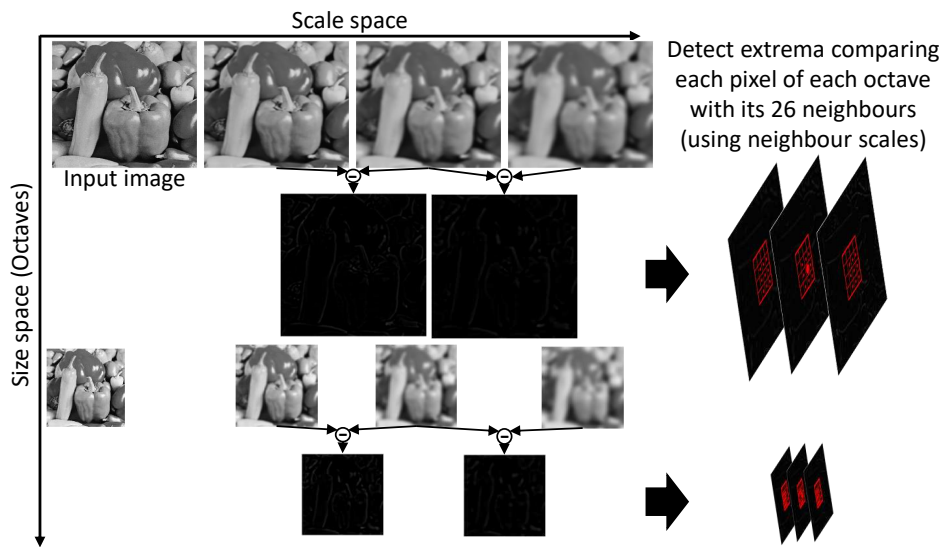 Scale space
Detect extrema comparing
each pixel of each octave
with its 26 neighbours
(using neighbour scales)
Input image
Size space (Octaves)